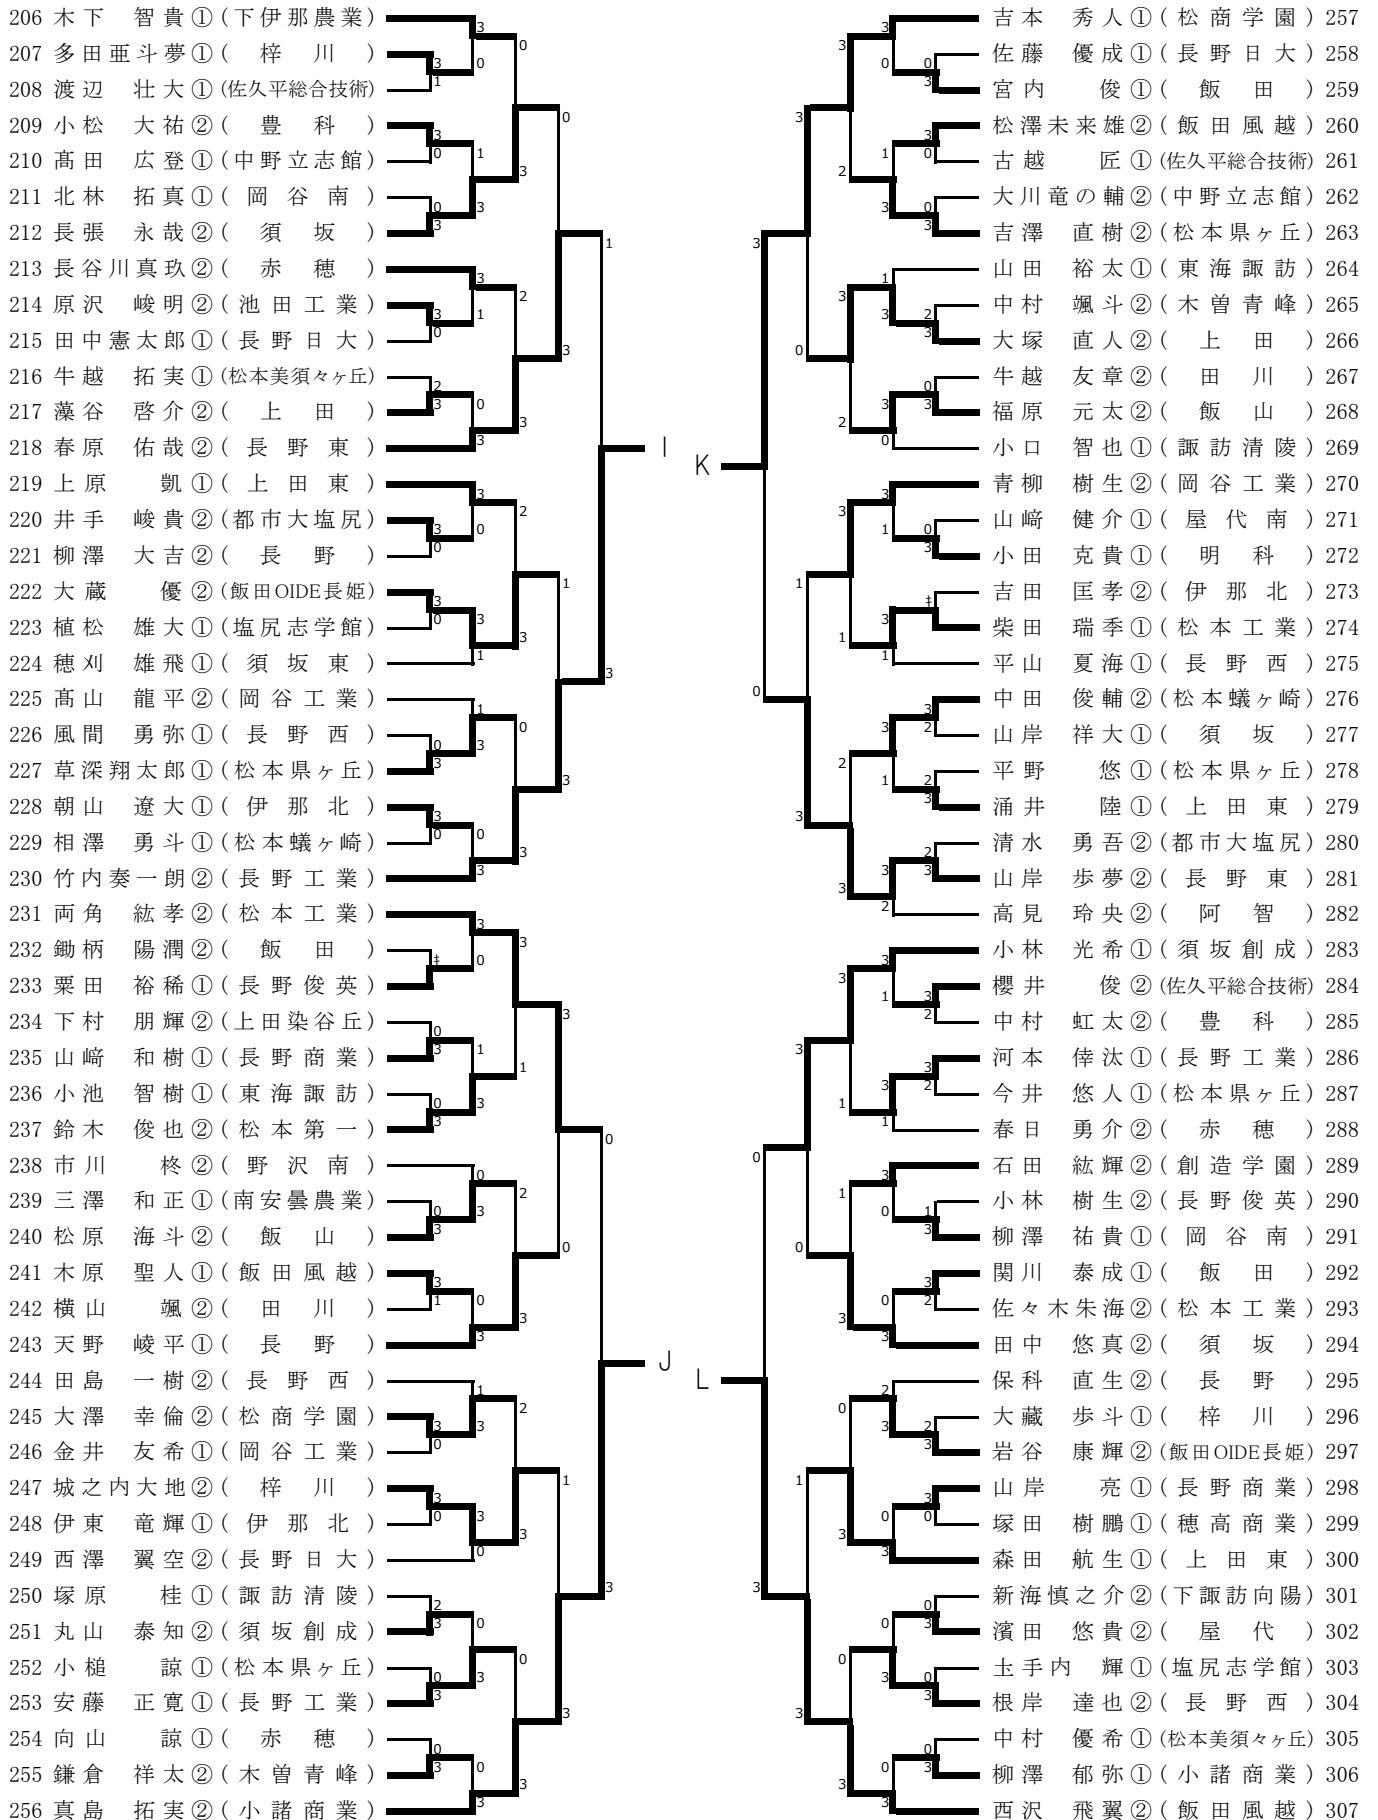 206 木下　智貴①(下伊那農業)
207 多田亜斗夢①(梓川)
208 渡辺　壮大①(佐久平総合技術)
209 小松　大祐②(豊科)
210 髙田　広登①(中野立志館)
211 北林　拓真①(岡谷南)
212 長張　永哉②(須坂)
213 長谷川真玖②(赤穂)
214 原沢　峻明②(池田工業)
215 田中憲太郎①(長野日大)
216 牛越　拓実①(松本美須々ヶ丘)
217 藻谷　啓介②(上田)
218 春原　佑哉②(長野東)
219 上原　凱①(上田東)
220 井手　峻貴②(都市大塩尻)
221 柳澤　大吉②(長野)
222 大蔵　優②(飯田OIDE長姫)
223 植松　雄大①(塩尻志学館)
224 穂刈　雄飛①(須坂東)
225 髙山　龍平②(岡谷工業)
226 風間　勇弥①(長野西)
227 草深翔太郎①(松本県ヶ丘)
228 朝山　遼大①(伊那北)
229 相澤　勇斗①(松本蟻ヶ崎)
230 竹内奏一朗②(長野工業)
231 両角　紘孝②(松本工業)
232 鋤柄　陽潤②(飯田)
233 栗田　裕稀①(長野俊英)
234 下村　朋輝②(上田染谷丘)
235 山﨑　和樹①(長野商業)
236 小池　智樹①(東海諏訪)
237 鈴木　俊也②(松本第一)
238 市川　柊②(野沢南)
239 三澤　和正①(南安曇農業)
240 松原　海斗②(飯山)
241 木原　聖人①(飯田風越)
242 横山　颯②(田川)
243 天野　崚平①(長野)
244 田島　一樹②(長野西)
245 大澤　幸倫②(松商学園)
246 金井　友希①(岡谷工業)
247 城之内大地②(梓川)
248 伊東　竜輝①(伊那北)
249 西澤　翼空②(長野日大)
250 塚原　桂①(諏訪清陵)
251 丸山　泰知②(須坂創成)
252 小槌　諒①(松本県ヶ丘)
253 安藤　正寛①(長野工業)
254 向山　諒①(赤穂)
255 鎌倉　祥太②(木曽青峰)
256 真島　拓実②(小諸商業)
I
J
K
L
吉本　秀人①(松商学園) 257
佐藤　優成①(長野日大) 258
宮内　俊①(飯田) 259
松澤未来雄②(飯田風越) 260
古越　匠①(佐久平総合技術) 261
大川竜の輔②(中野立志館) 262
吉澤　直樹②(松本県ヶ丘) 263
山田　裕太①(東海諏訪) 264
中村　颯斗②(木曽青峰) 265
大塚　直人②(上田) 266
牛越　友章②(田川) 267
福原　元太②(飯山) 268
小口　智也①(諏訪清陵) 269
青柳　樹生②(岡谷工業) 270
山﨑　健介①(屋代南) 271
小田　克貴①(明科) 272
吉田　匡孝②(伊那北) 273
柴田　瑞季①(松本工業) 274
平山　夏海①(長野西) 275
中田　俊輔②(松本蟻ヶ崎) 276
山岸　祥大①(須坂) 277
平野　悠①(松本県ヶ丘) 278
涌井　陸①(上田東) 279
清水　勇吾②(都市大塩尻) 280
山岸　歩夢②(長野東) 281
高見　玲央②(阿智) 282
小林　光希①(須坂創成) 283
櫻井　俊②(佐久平総合技術) 284
中村　虹太②(豊科) 285
河本　倖汰①(長野工業) 286
今井　悠人①(松本県ヶ丘) 287
春日　勇介②(赤穂) 288
石田　紘輝②(創造学園) 289
小林　樹生②(長野俊英) 290
柳澤　祐貴①(岡谷南) 291
関川　泰成①(飯田) 292
佐々木朱海②(松本工業) 293
田中　悠真②(須坂) 294
保科　直生②(長野) 295
大藏　歩斗①(梓川) 296
岩谷　康輝②(飯田OIDE長姫) 297
山岸　亮①(長野商業) 298
塚田　樹鵬①(穂高商業) 299
森田　航生①(上田東) 300
新海慎之介②(下諏訪向陽) 301
濱田　悠貴②(屋代) 302
圡手内　輝①(塩尻志学館) 303
根岸　達也②(長野西) 304
中村　優希①(松本美須々ヶ丘) 305
柳澤　郁弥①(小諸商業) 306
西沢　飛翼②(飯田風越) 307